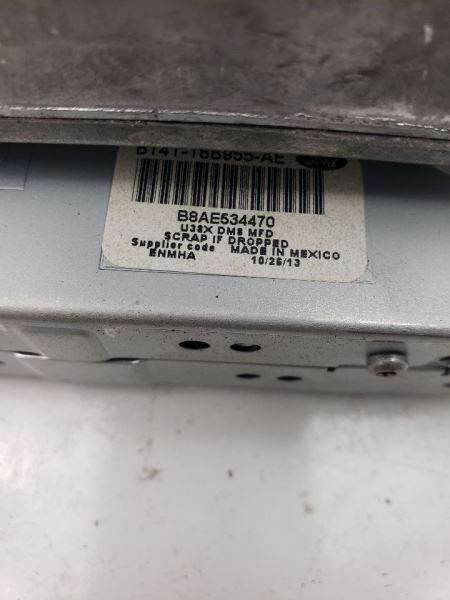 BT4T-18B955-AE Ford
B8AE534470
U38X DM8 MFD
SCRAP IF DROPPED
Supplier code MADE IN MEXICO
ENMHA 10/25/13